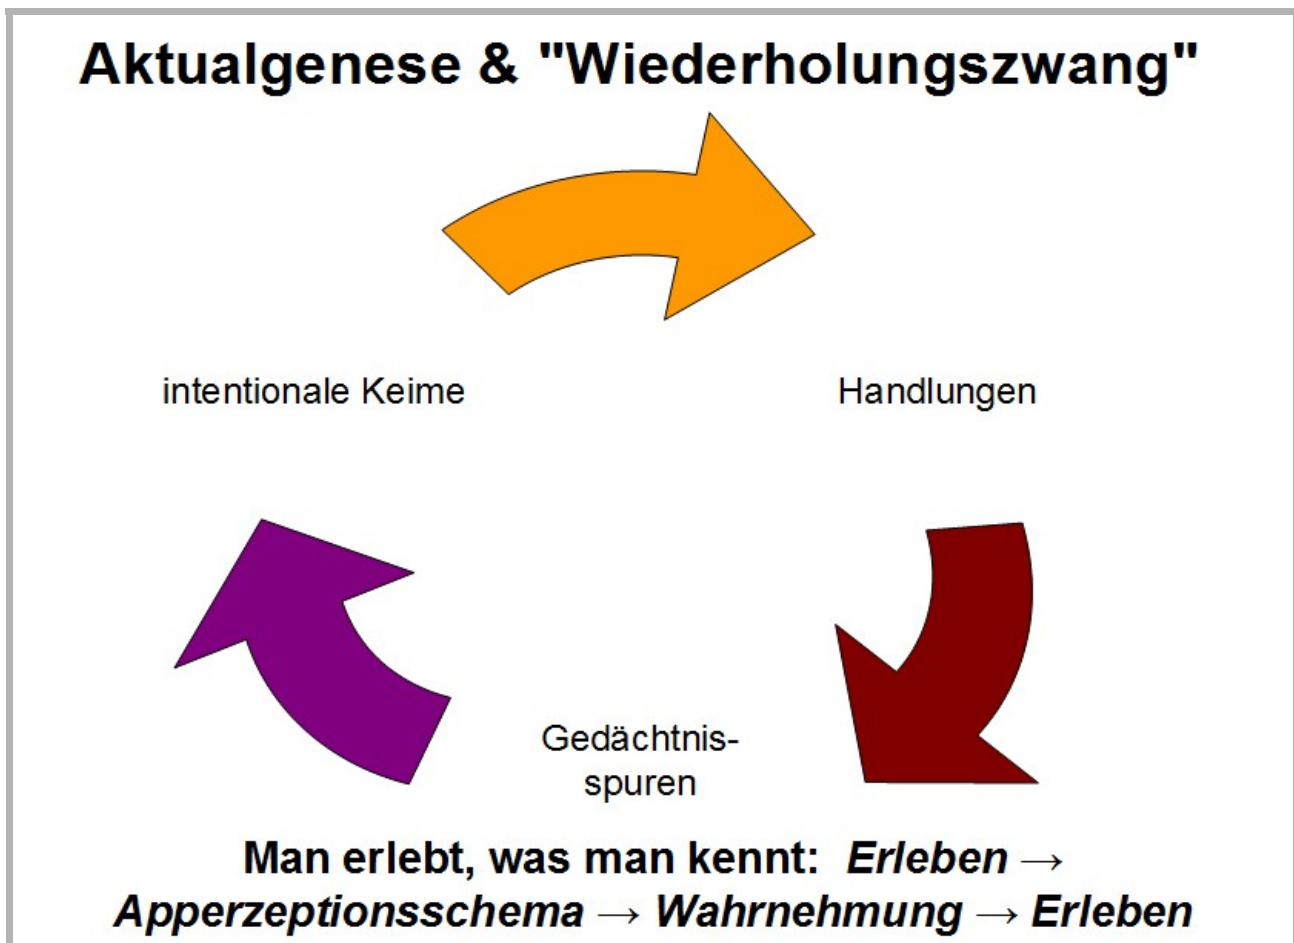 Aktualgenese & "Wiederholungszwang"
intentionale Keime
Handlungen
Gedächtnis-
spuren
Man erlebt, was man kennt: Erleben →
Apperzeptionsschema → Wahrnehmung → Erleben